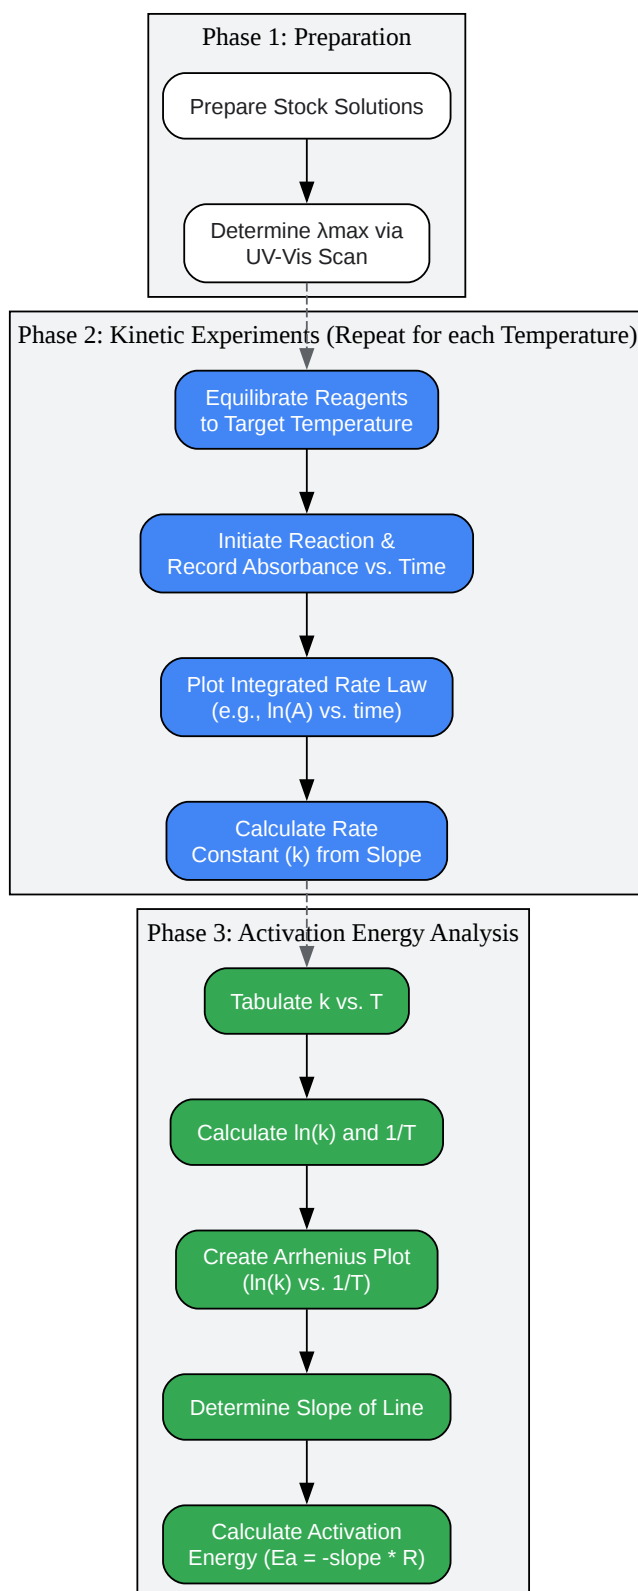 Phase 1: Preparation
Prepare Stock Solutions
Determine λmax via
UV-Vis Scan
Phase 2: Kinetic Experiments (Repeat for each Temperature)
Equilibrate Reagents
to Target Temperature
Initiate Reaction &
Record Absorbance vs. Time
Plot Integrated Rate Law
(e.g., ln(A) vs. time)
Calculate Rate
Constant (k) from Slope
Phase 3: Activation Energy Analysis
Tabulate k vs. T
Calculate ln(k) and 1/T
Create Arrhenius Plot
(ln(k) vs. 1/T)
Determine Slope of Line
Calculate Activation
Energy (Ea = -slope * R)